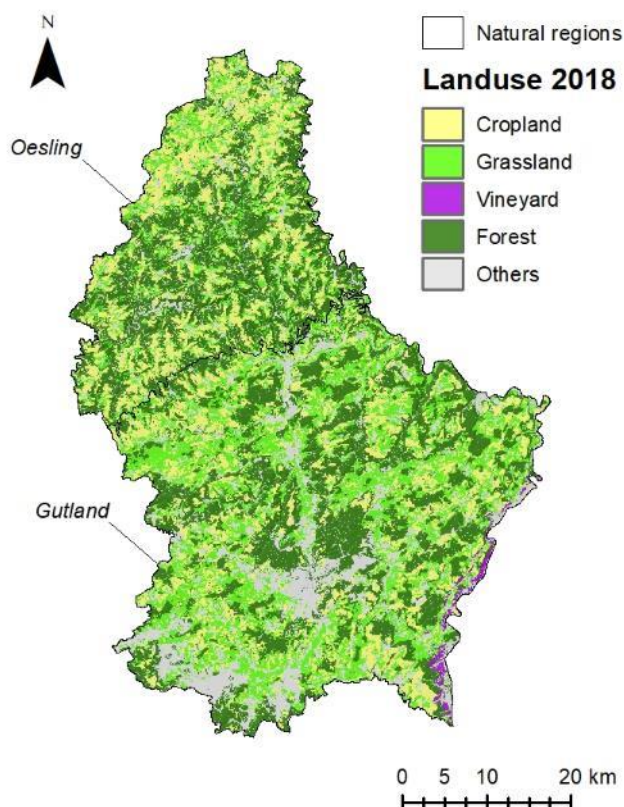 N
Natural regions
Landuse 2018
Cropland
Grassland
Vineyard
Forest
Others
Oesling
Gutland
0 5 10 20 km